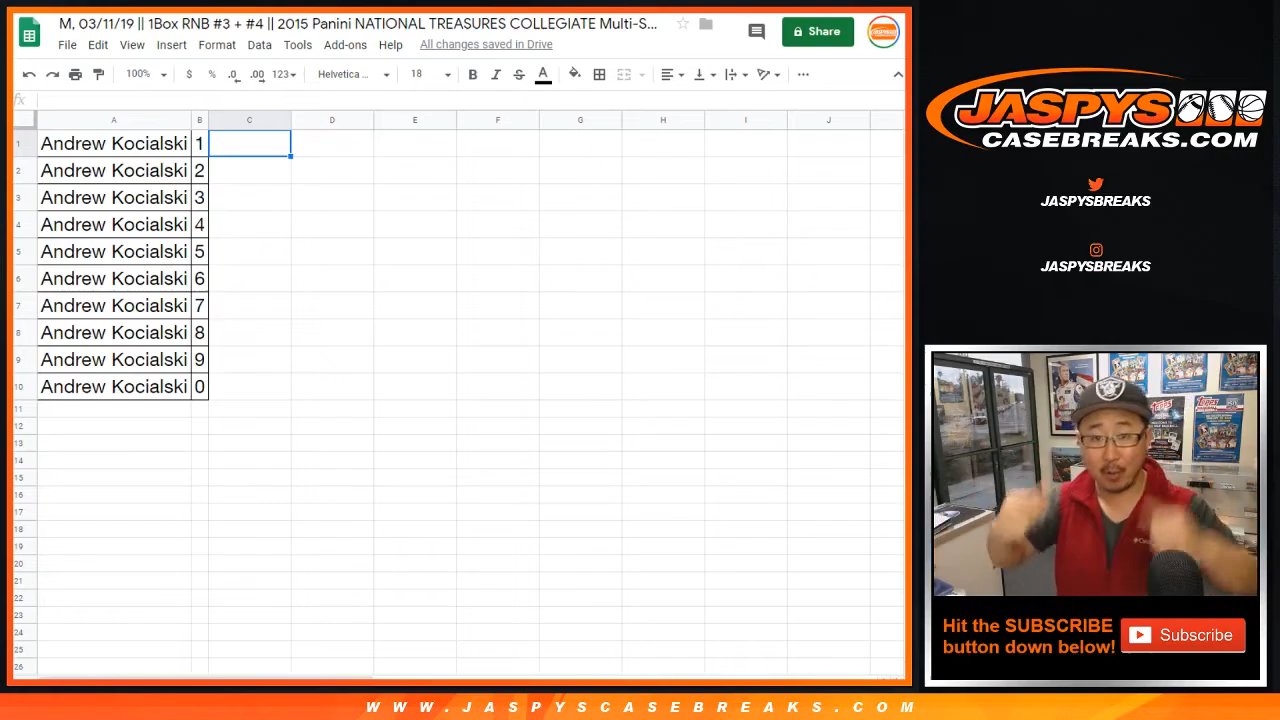 M, 03/11/19 || 1Box RNB #3 + #4 || 2015 Panini NATIONAL TREASURES COLLEGIATE Multi-S...
File Edit View Insert Format Data Tools Add-ons Help All changes saved in Drive
Share
100% $ % .0 .00 123 Helvetica ... 18 B I S A ...
fx
A B C D E F G H I J
1 Andrew Kocialski 1
2 Andrew Kocialski 2
3 Andrew Kocialski 3
4 Andrew Kocialski 4
5 Andrew Kocialski 5
6 Andrew Kocialski 6
7 Andrew Kocialski 7
8 Andrew Kocialski 8
9 Andrew Kocialski 9
10 Andrew Kocialski 0
11
12
13
14
15
16
17
18
19
20
21
22
23
24
25
26
JASPYS
CASEBREAKS.COM
JASPYSBREAKS
JASPYSBREAKS
Hit the SUBSCRIBE
button down below!
Subscribe
WWW.JASPYSCASEBREAKS.COM